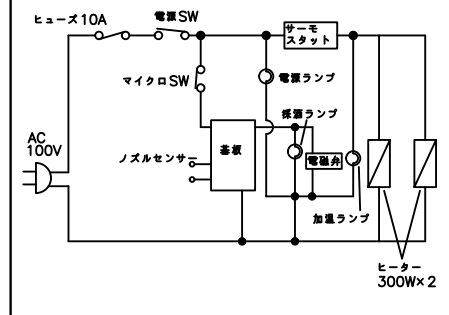 ヒューズ10A
電源SW
サーモ
スタット
マイクロSW
電源ランプ
採酒ランプ
AC
100V
ノズルセンサー
基板
電磁弁
加温ランプ
ヒーター
300W×2